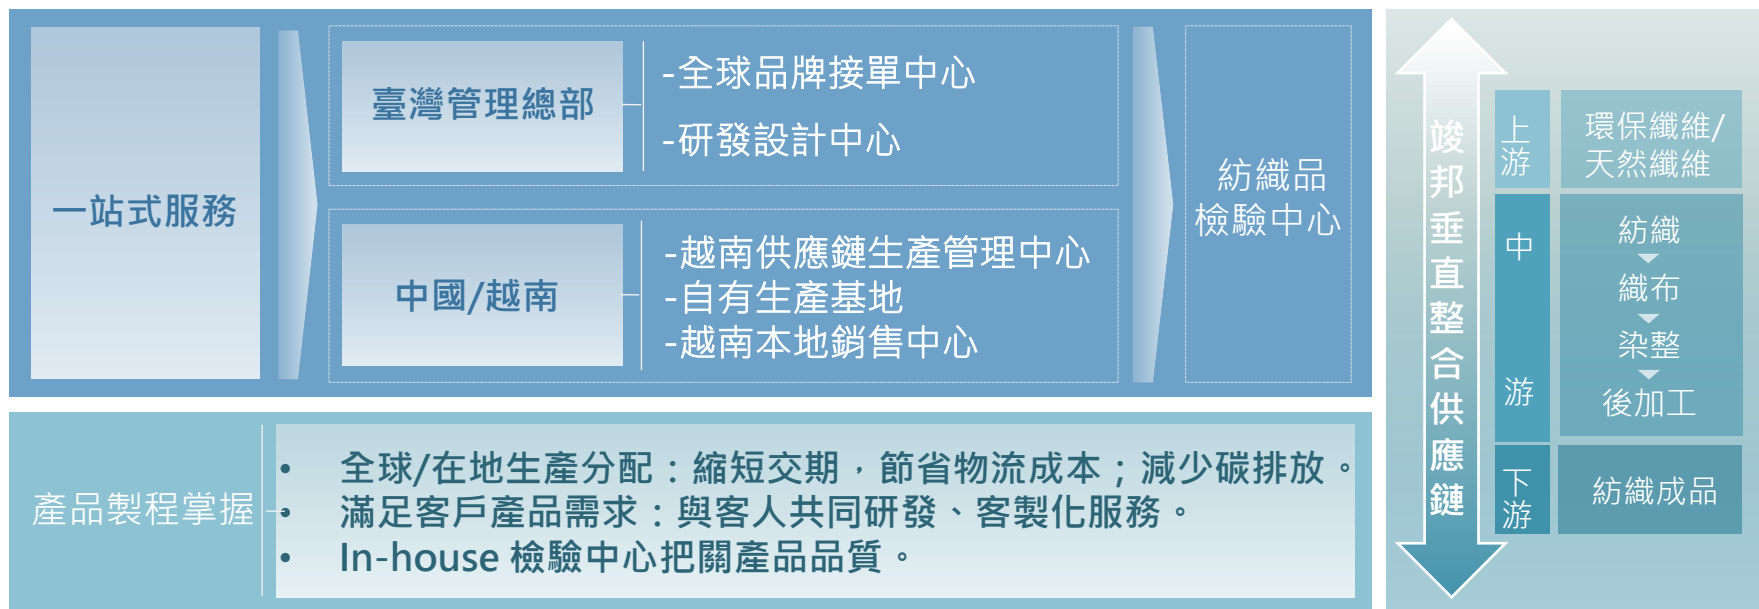 一站式服務
臺灣管理總部
-全球品牌接單中心
-研發設計中心
中國/越南
-越南供應鏈生產管理中心
-自有生產基地
-越南本地銷售中心
紡織品
檢驗中心
產品製程掌握
• 全球/在地生產分配：縮短交期，節省物流成本；減少碳排放。
• 滿足客戶產品需求：與客人共同研發、客製化服務。
• In-house 檢驗中心把關產品品質。
竣邦垂直整合供應鏈
上游
環保纖維/
天然纖維
中游
紡織
織布
染整
後加工
下游
紡織成品